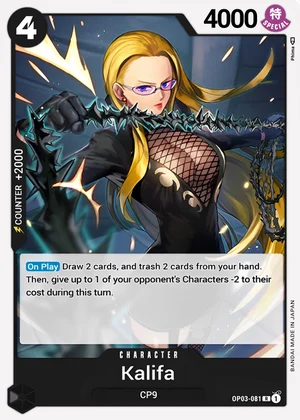 4
4000
特
SPECIAL
COUNTER +2000
On Play Draw 2 cards, and trash 2 cards from your hand.
Then, give up to 1 of your opponent's Characters -2 to their
cost during this turn.
CHARACTER
Kalifa
CP9
OP03-081 R 1
BANDAI MADE IN JAPAN